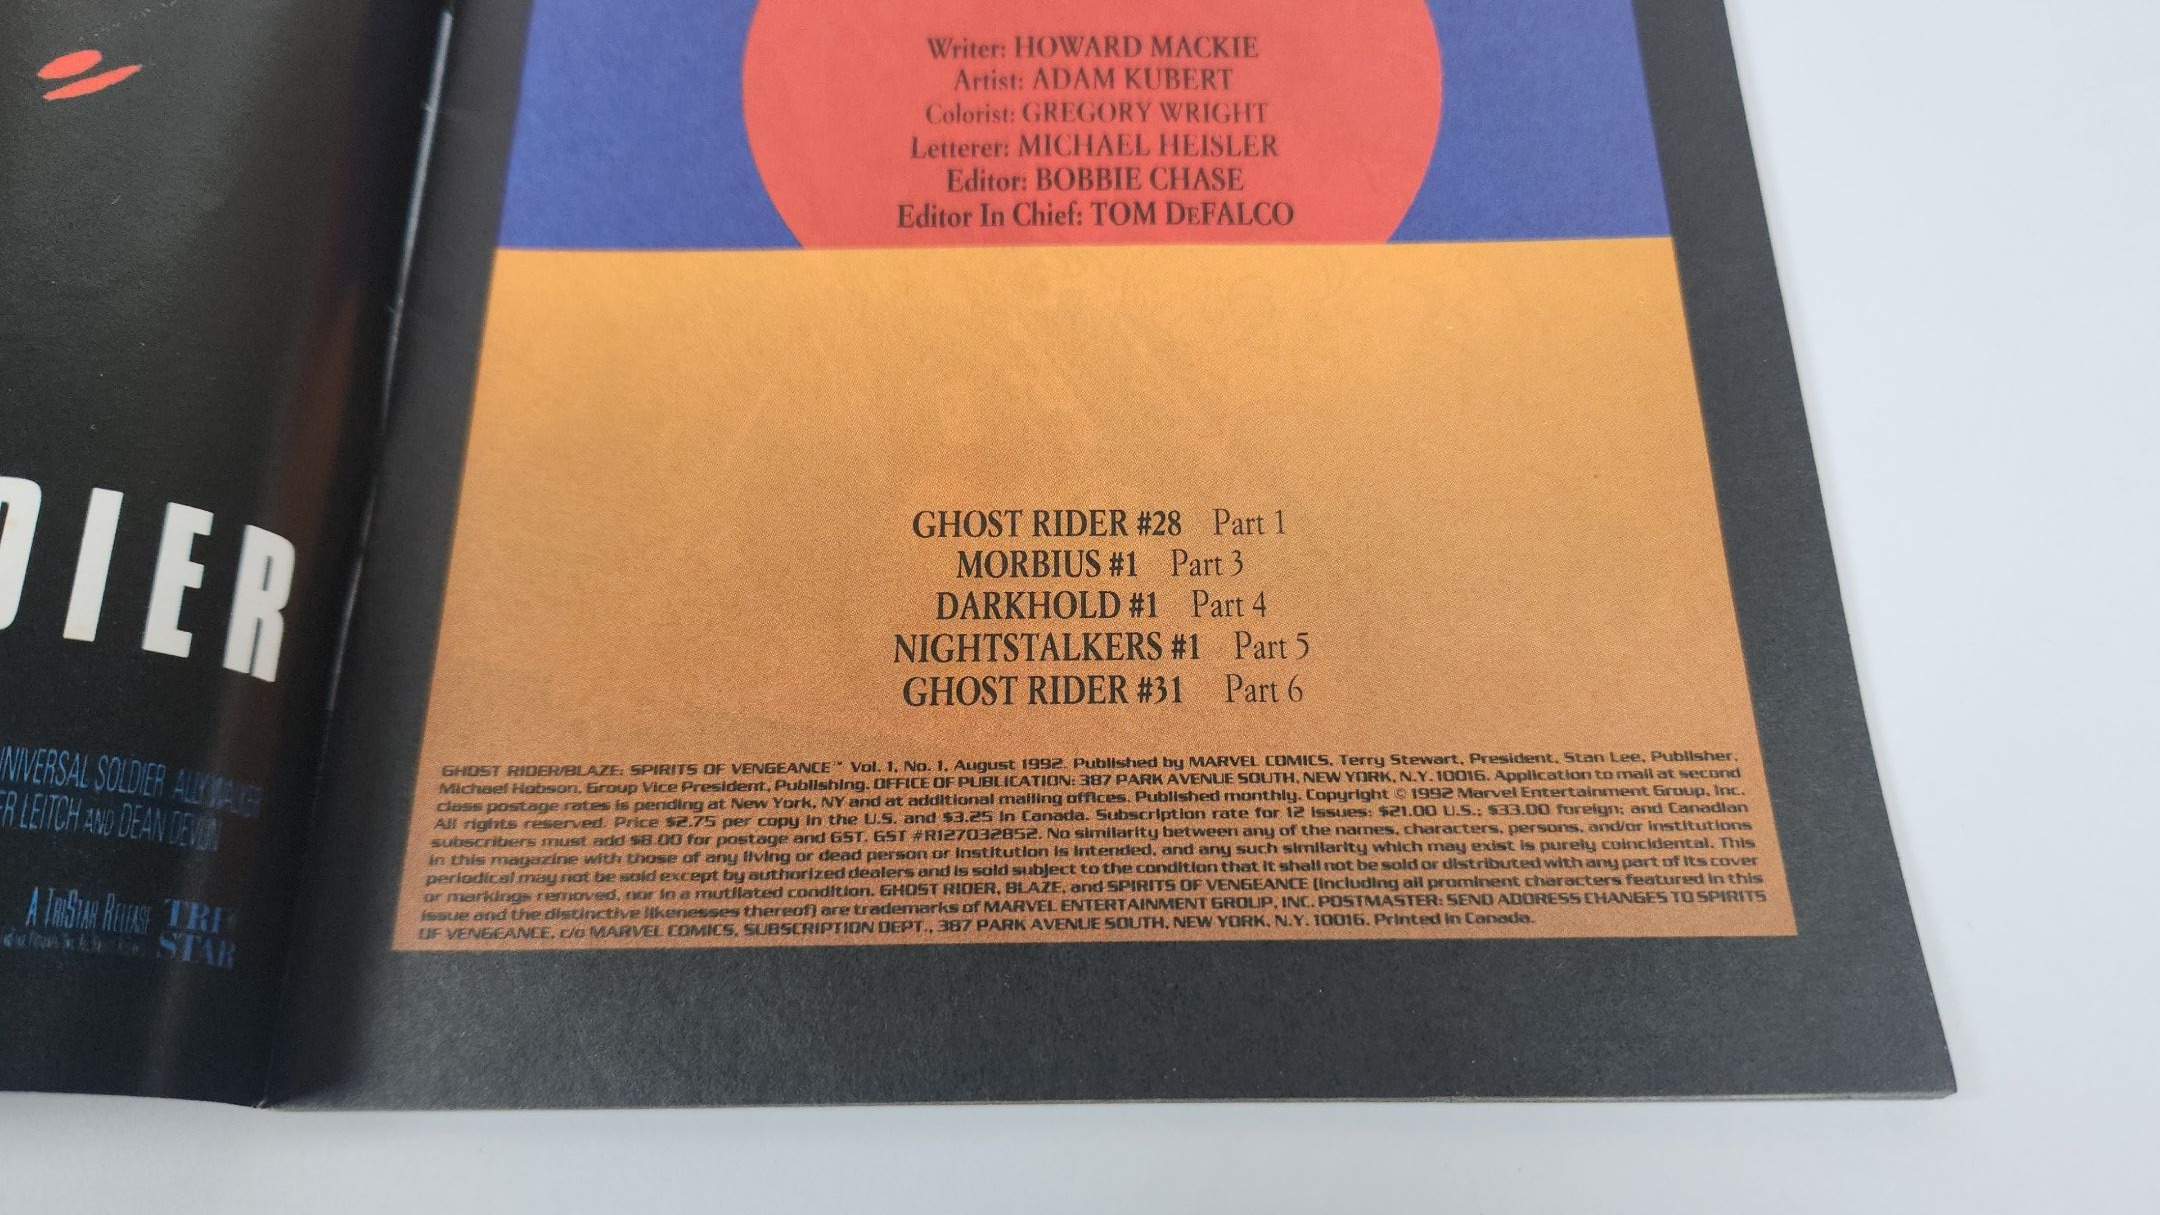 DIER
UNIVERSAL SOLDIER ALLY WALKER
ER LEITCH AND DEAN DEVLIN
A TRISTAR RELEASE
TRI
STAR
Writer: HOWARD MACKIE
Artist: ADAM KUBERT
Colorist: GREGORY WRIGHT
Letterer: MICHAEL HEISLER
Editor: BOBBIE CHASE
Editor In Chief: TOM DEFALCO
GHOST RIDER #28 Part 1
MORBIUS #1 Part 3
DARKHOLD #1 Part 4
NIGHTSTALKERS #1 Part 5
GHOST RIDER #31 Part 6
GHOST RIDER/BLAZE: SPIRITS OF VENGEANCE™ Vol. 1, No. 1, August 1992. Published by MARVEL COMICS, Terry Stewart, President, Stan Lee, Publisher,
Michael Hobson, Group Vice President, Publishing. OFFICE OF PUBLICATION: 387 PARK AVENUE SOUTH, NEW YORK, N.Y. 10016. Application to mail at second
class postage rates is pending at New York, NY and at additional mailing offices. Published monthly. Copyright © 1992 Marvel Entertainment Group, Inc.
All rights reserved. Price $2.75 per copy in the U.S. and $3.25 in Canada. Subscription rate for 12 issues: $21.00 U.S.; $33.00 foreign; and Canadian
subscribers must add $8.00 for postage and GST. GST #R127032852. No similarity between any of the names, characters, persons, and/or institutions
in this magazine with those of any living or dead person or institution is intended, and any such similarity which may exist is purely coincidental. This
periodical may not be sold except by authorized dealers and is sold subject to the condition that it shall not be sold or distributed with any part of its cover
or markings removed, nor in a mutilated condition. GHOST RIDER, BLAZE, and SPIRITS OF VENGEANCE (including all prominent characters featured in this
issue and the distinctive likenesses thereof) are trademarks of MARVEL ENTERTAINMENT GROUP, INC. POSTMASTER: SEND ADDRESS CHANGES TO SPIRITS
OF VENGEANCE, c/o MARVEL COMICS, SUBSCRIPTION DEPT., 387 PARK AVENUE SOUTH, NEW YORK, N.Y. 10016. Printed in Canada.